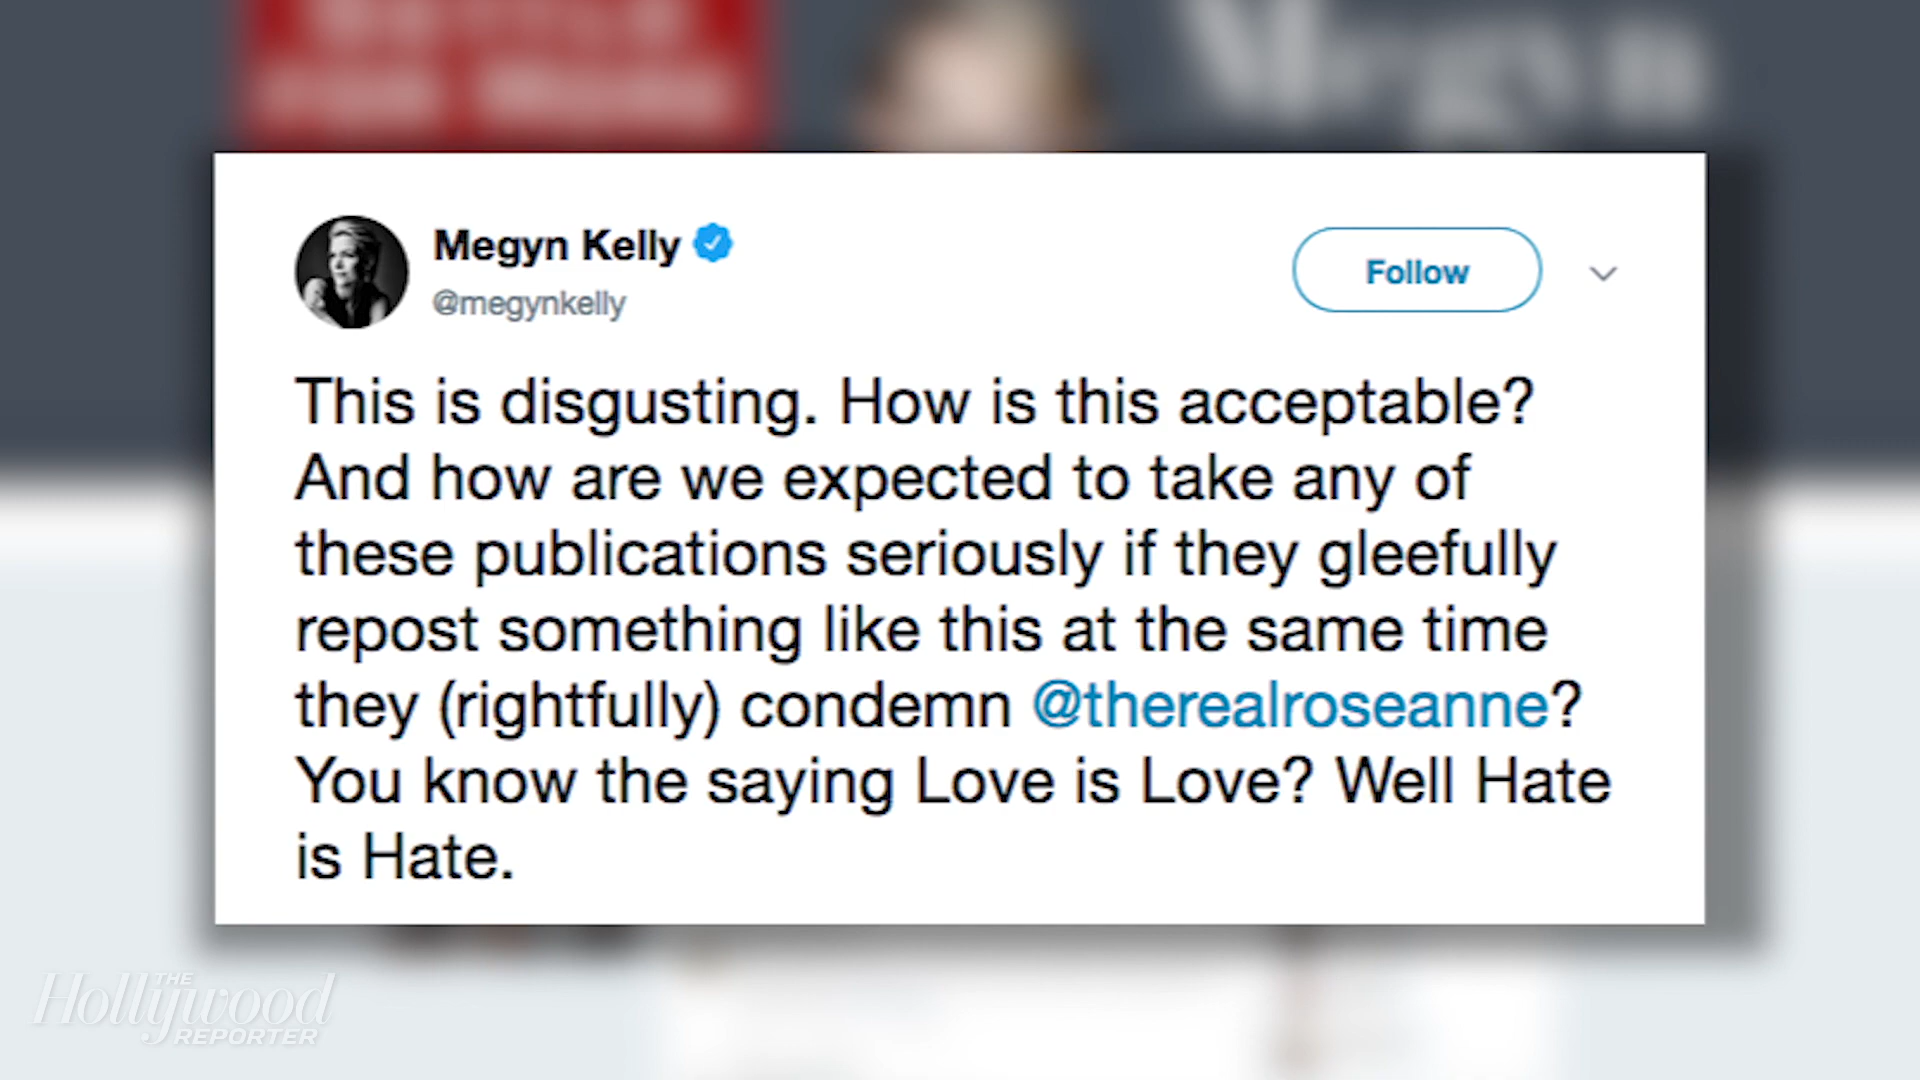 Megyn
Megyn Kelly
@megynkelly
Follow
This is disgusting. How is this acceptable?
And how are we expected to take any of
these publications seriously if they gleefully
repost something like this at the same time
they (rightfully) condemn @therealroseanne?
You know the saying Love is Love? Well Hate
is Hate.
THE
Hollywood
REPORTER